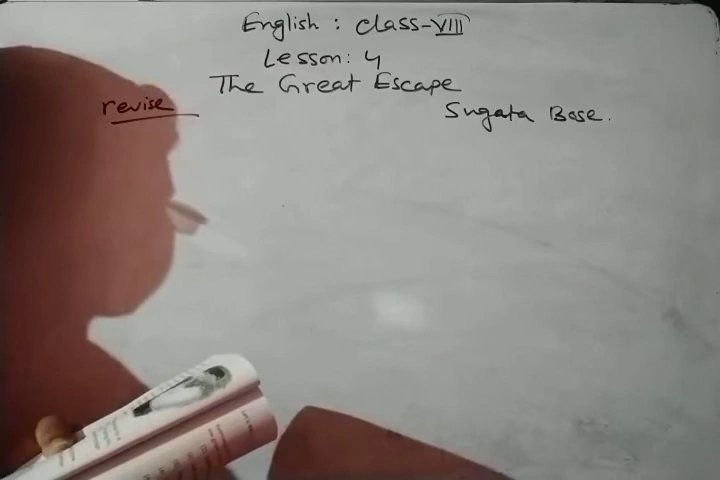 English : Class-VIII
Lesson: 4
The Great Escape
revise
Sugata Bose.